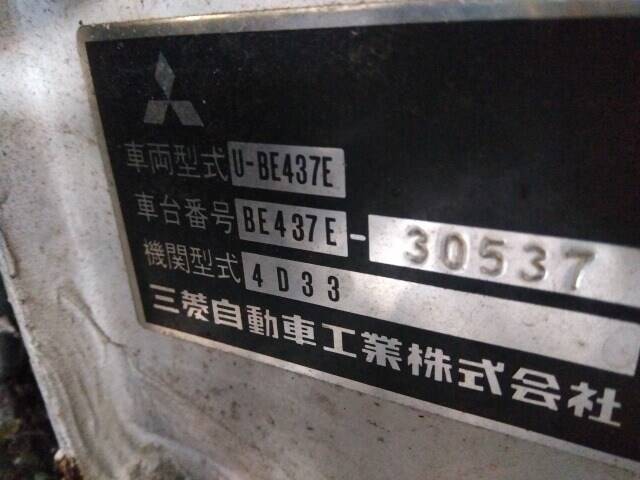 車両型式 U-BE437E
車台番号 BE437E-30537
機関型式 4D33
三菱自動車工業株式会社